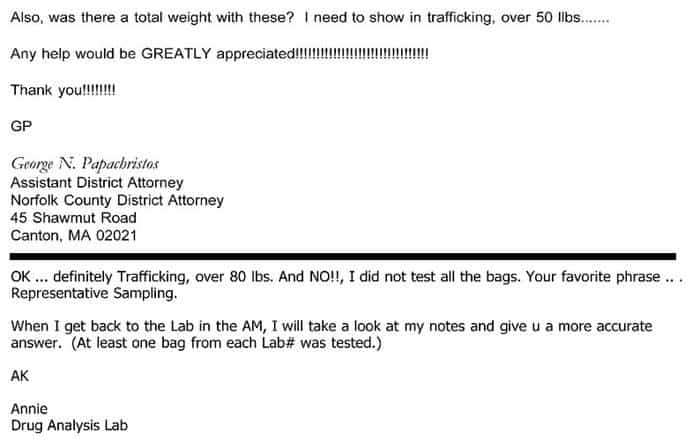 Also, was there a total weight with these? I need to show in trafficking, over 50 llbs.......
Any help would be GREATLY appreciated!!!!!!!!!!!!!!!!!!!!!!!!!!!!!!!!
Thank you!!!!!!!!
GP
George N. Papachristos
Assistant District Attorney
Norfolk County District Attorney
45 Shawmut Road
Canton, MA 02021
OK ... definitely Trafficking, over 80 lbs. And NO!!, I did not test all the bags. Your favorite phrase .. .
Representative Sampling.
When I get back to the Lab in the AM, I will take a look at my notes and give u a more accurate
answer. (At least one bag from each Lab# was tested.)
AK
Annie
Drug Analysis Lab